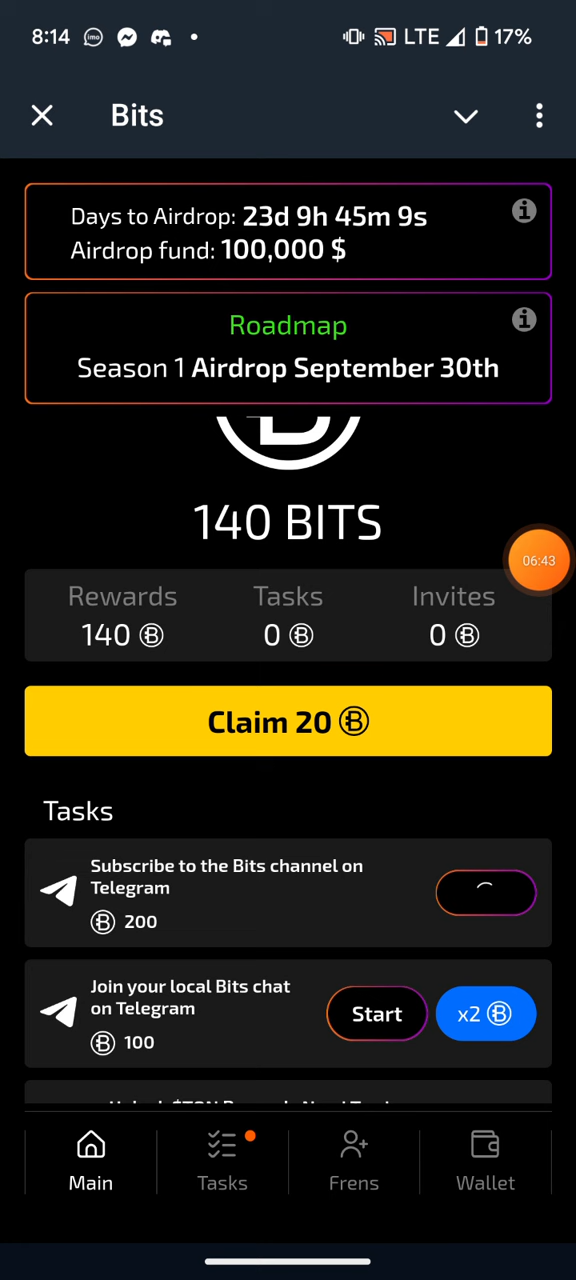 8:14 imo LTE 17%
Bits
Days to Airdrop: 23d 9h 45m 9s
Airdrop fund: 100,000 $
Roadmap
Season 1 Airdrop September 30th
140 BITS
06:43
Rewards Tasks Invites
140 0 0
Claim 20
Tasks
Subscribe to the Bits channel on
Telegram
200
Join your local Bits chat
on Telegram
Start x2
100
Main Tasks Frens Wallet